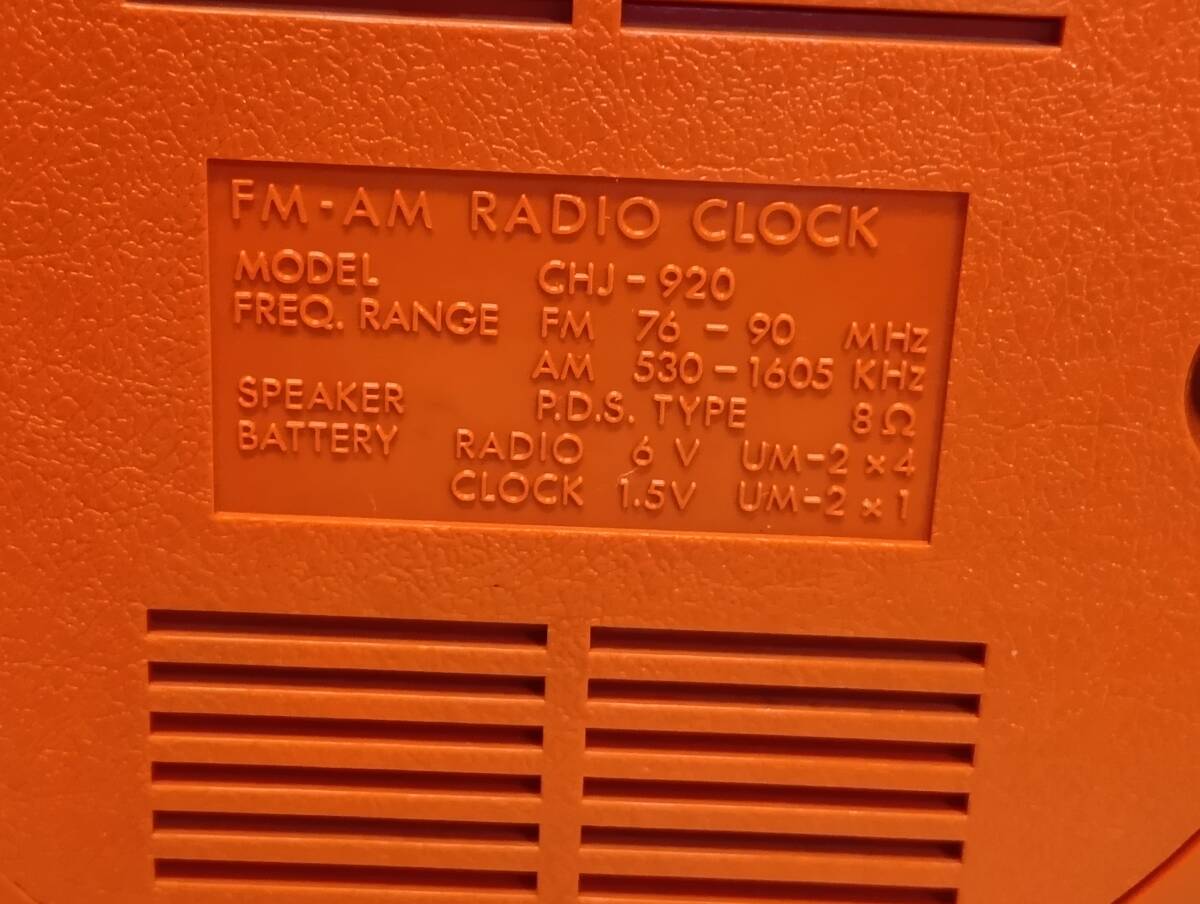 FM-AM RADIO CLOCK
MODEL CHJ-920
FREQ. RANGE FM 76-90 MHz
AM 530-1605 KHz
SPEAKER P.D.S. TYPE 8Ω
BATTERY RADIO 6 V UM-2 x 4
CLOCK 1.5V UM-2 x 1